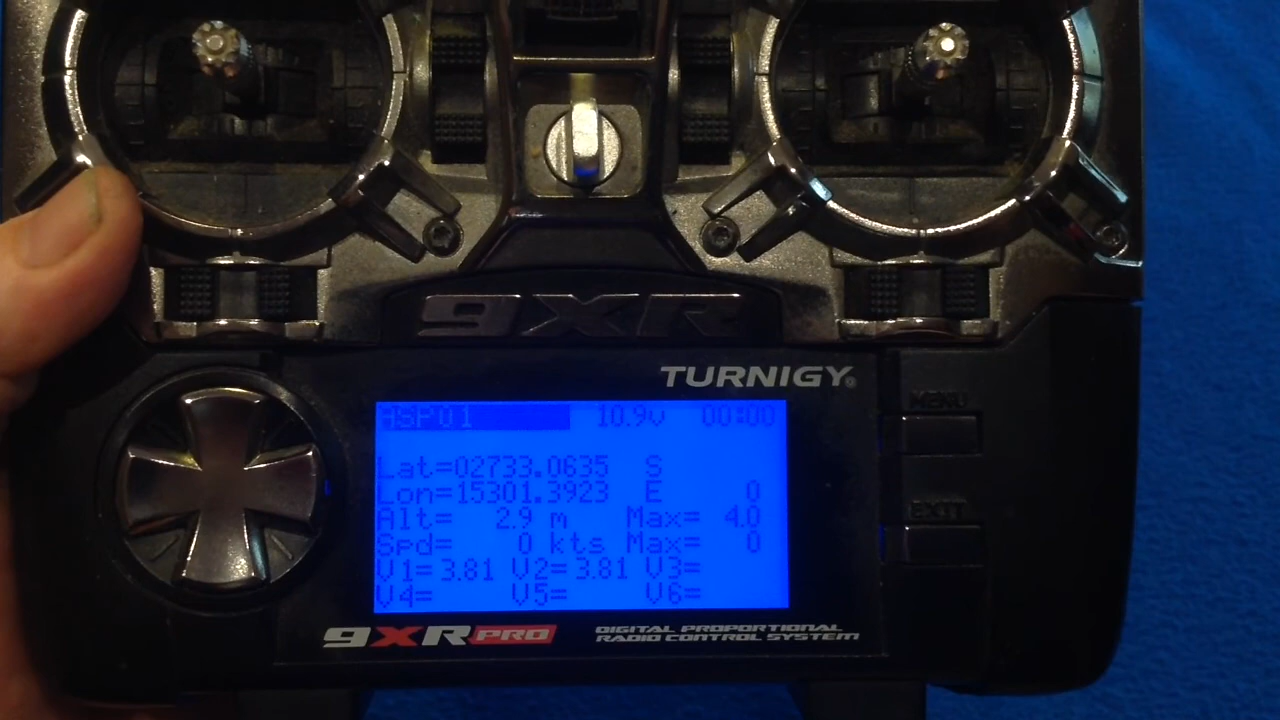 9XR
TURNIGY
HSP01 10.9v 00:00
Lat=02733.0635 S
Lon=15301.3923 E 0
Alt= 2.9 m Max= 4.0
Spd= 0 kts Max= 0
V1= 3.81 V2= 3.81 V3=
V4= V5= V6=
MENU
EXIT
9XR PRO
DIGITAL PROPORTIONAL
RADIO CONTROL SYSTEM